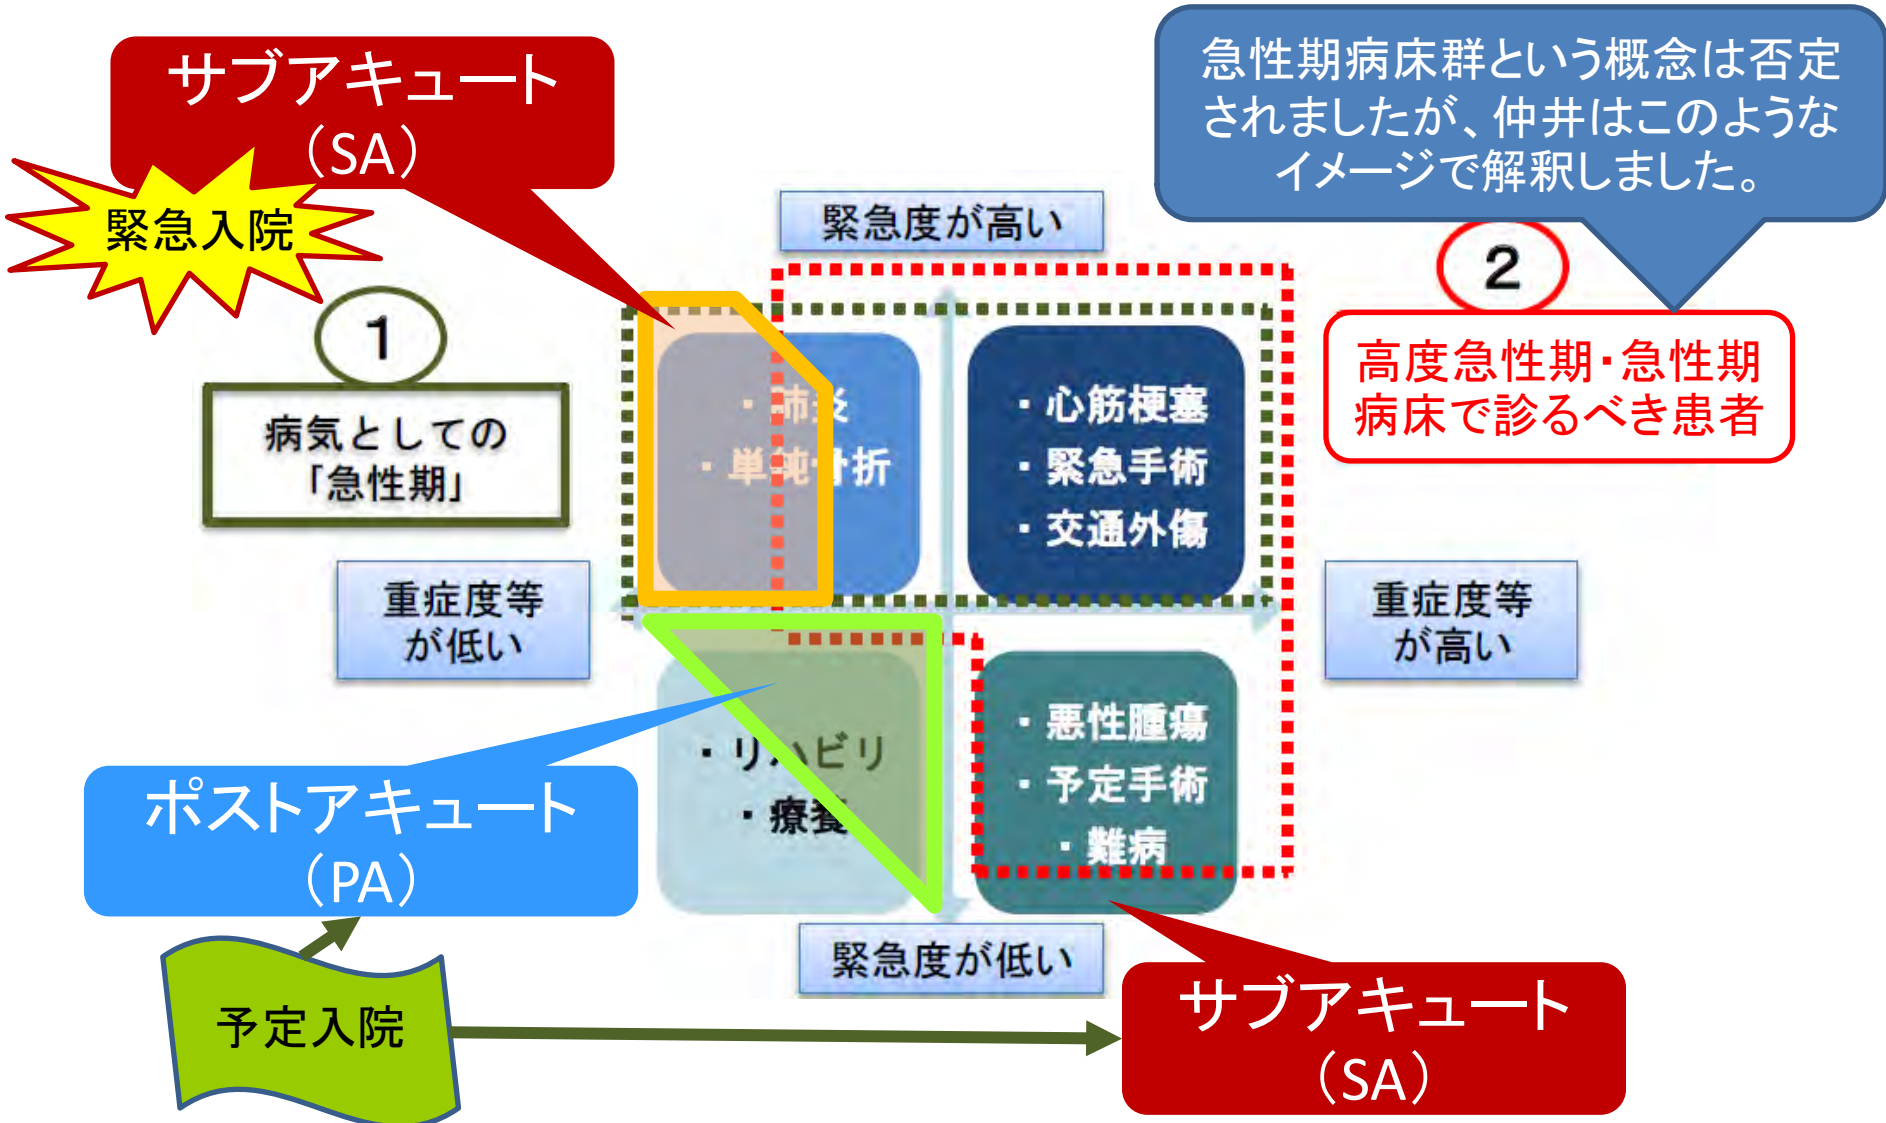 サブアキュート
（SA）
急性期病床群という概念は否定
されましたが、仲井はこのような
イメージで解釈しました。
緊急入院
緊急度が高い
1
2
病気としての
「急性期」
高度急性期・急性期
病床で診るべき患者
・肺炎
・単純骨折
・心筋梗塞
・緊急手術
・交通外傷
重症度等
が低い
重症度等
が高い
・リハビリ
・療養
・悪性腫瘍
・予定手術
・難病
ポストアキュート
（PA）
緊急度が低い
予定入院
サブアキュート
（SA）